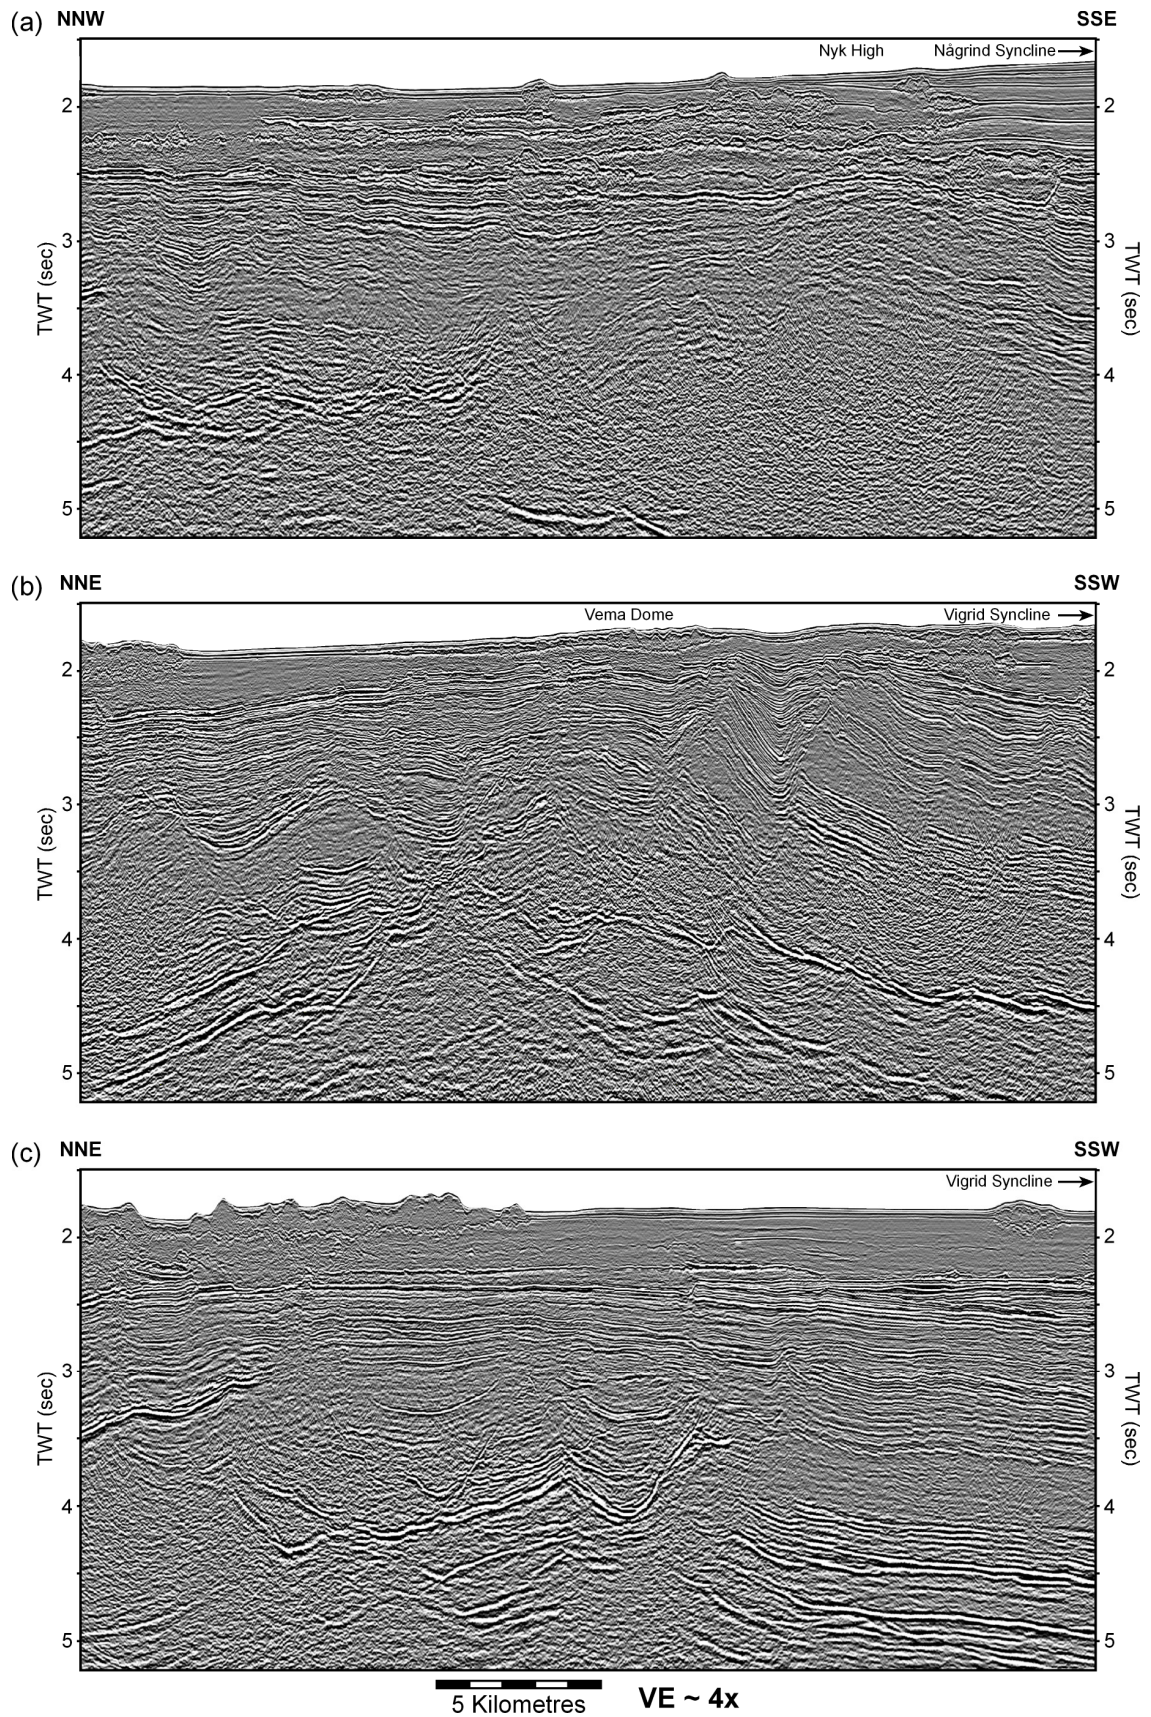 (a) NNW SSE
Nyk High Någrind Syncline
2 2
3 3
TWT (sec) TWT (sec)
4 4
5 5
(b) NNE SSW
Vema Dome Vigrid Syncline
2 2
3 3
TWT (sec) TWT (sec)
4 4
5 5
(c) NNE SSW
Vigrid Syncline
2 2
3 3
TWT (sec) TWT (sec)
4 4
5 5
5 Kilometres VE ~ 4x